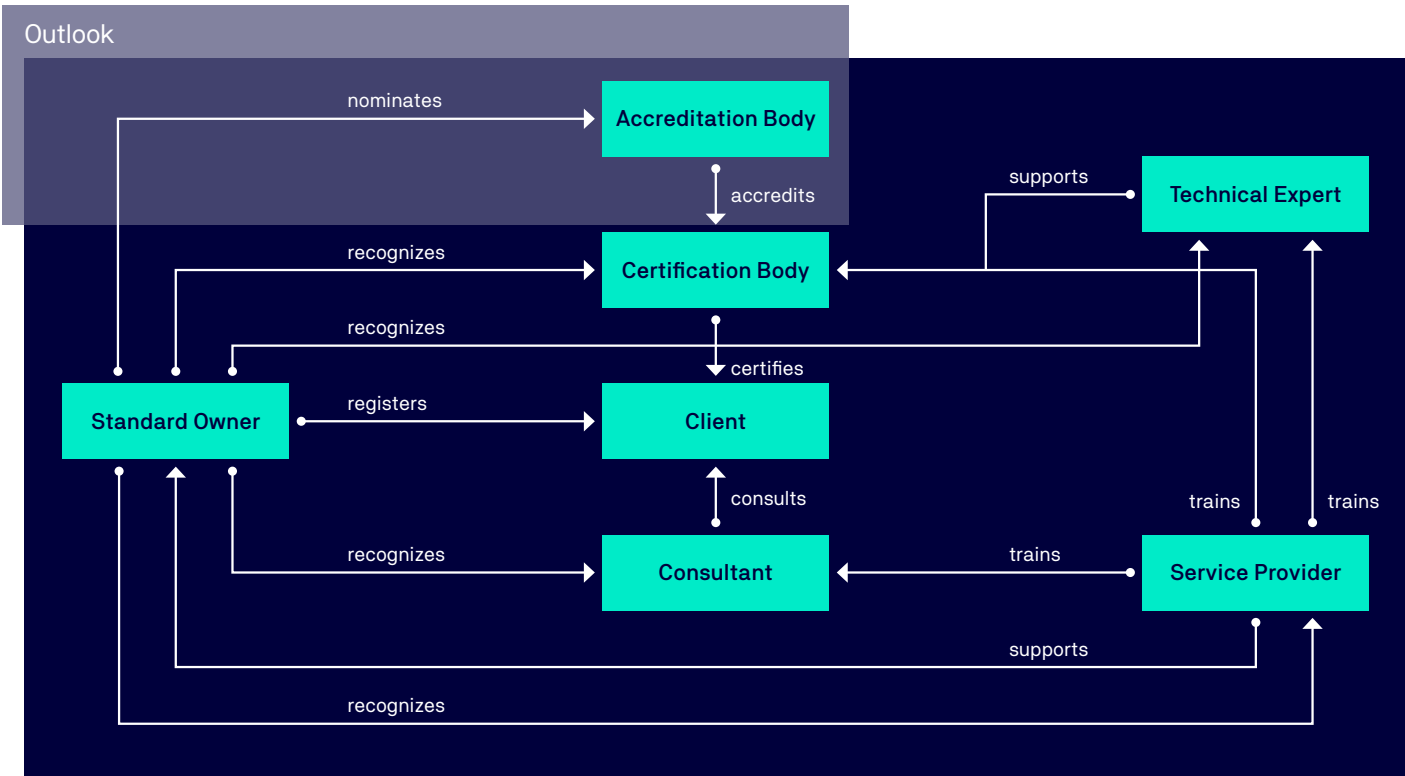 Outlook
nominates
Accreditation Body
accredits
supports
Technical Expert
recognizes
Certification Body
recognizes
certifies
Standard Owner
registers
Client
consults
trains
trains
recognizes
Consultant
trains
Service Provider
supports
recognizes